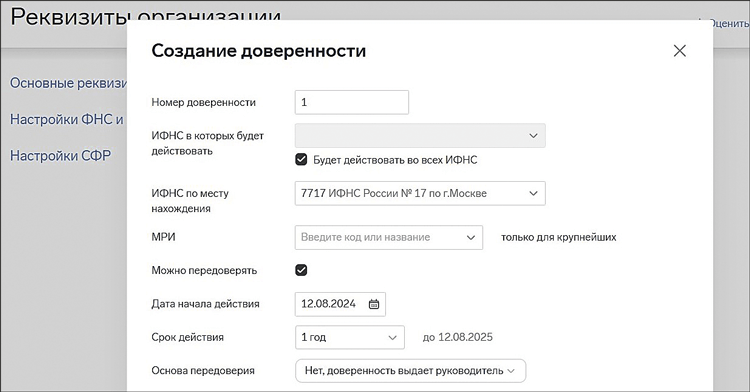 Реквизиты организации
Оценить
Создание доверенности
Основные реквизи
Номер доверенности 1
Настройки ФНС и
ИФНС в которых будет
действовать
Будет действовать во всех ИФНС
Настройки СФР
ИФНС по месту
нахождения
7717 ИФНС России № 17 по г.Москве
МРИ Введите код или название только для крупнейших
Можно передоверять
Дата начала действия 12.08.2024
Срок действия 1 год до 12.08.2025
Основа передоверия Нет, доверенность выдает руководитель